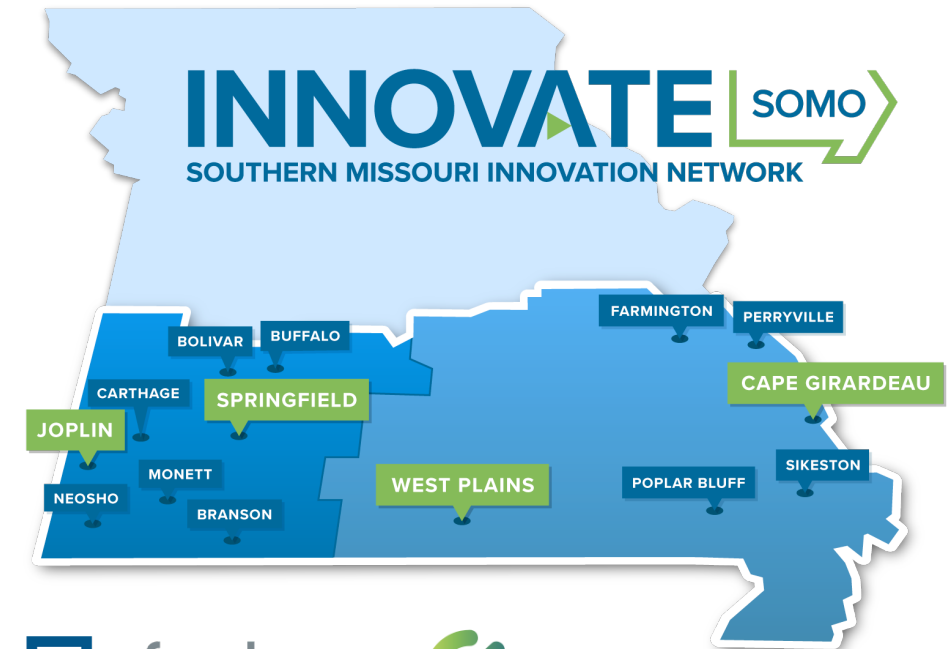 INNOVATE SOMO
SOUTHERN MISSOURI INNOVATION NETWORK
FARMINGTON
PERRYVILLE
BOLIVAR
BUFFALO
CAPE GIRARDEAU
CARTHAGE
SPRINGFIELD
JOPLIN
SIKESTON
MONETT
WEST PLAINS
POPLAR BLUFF
NEOSHO
BRANSON